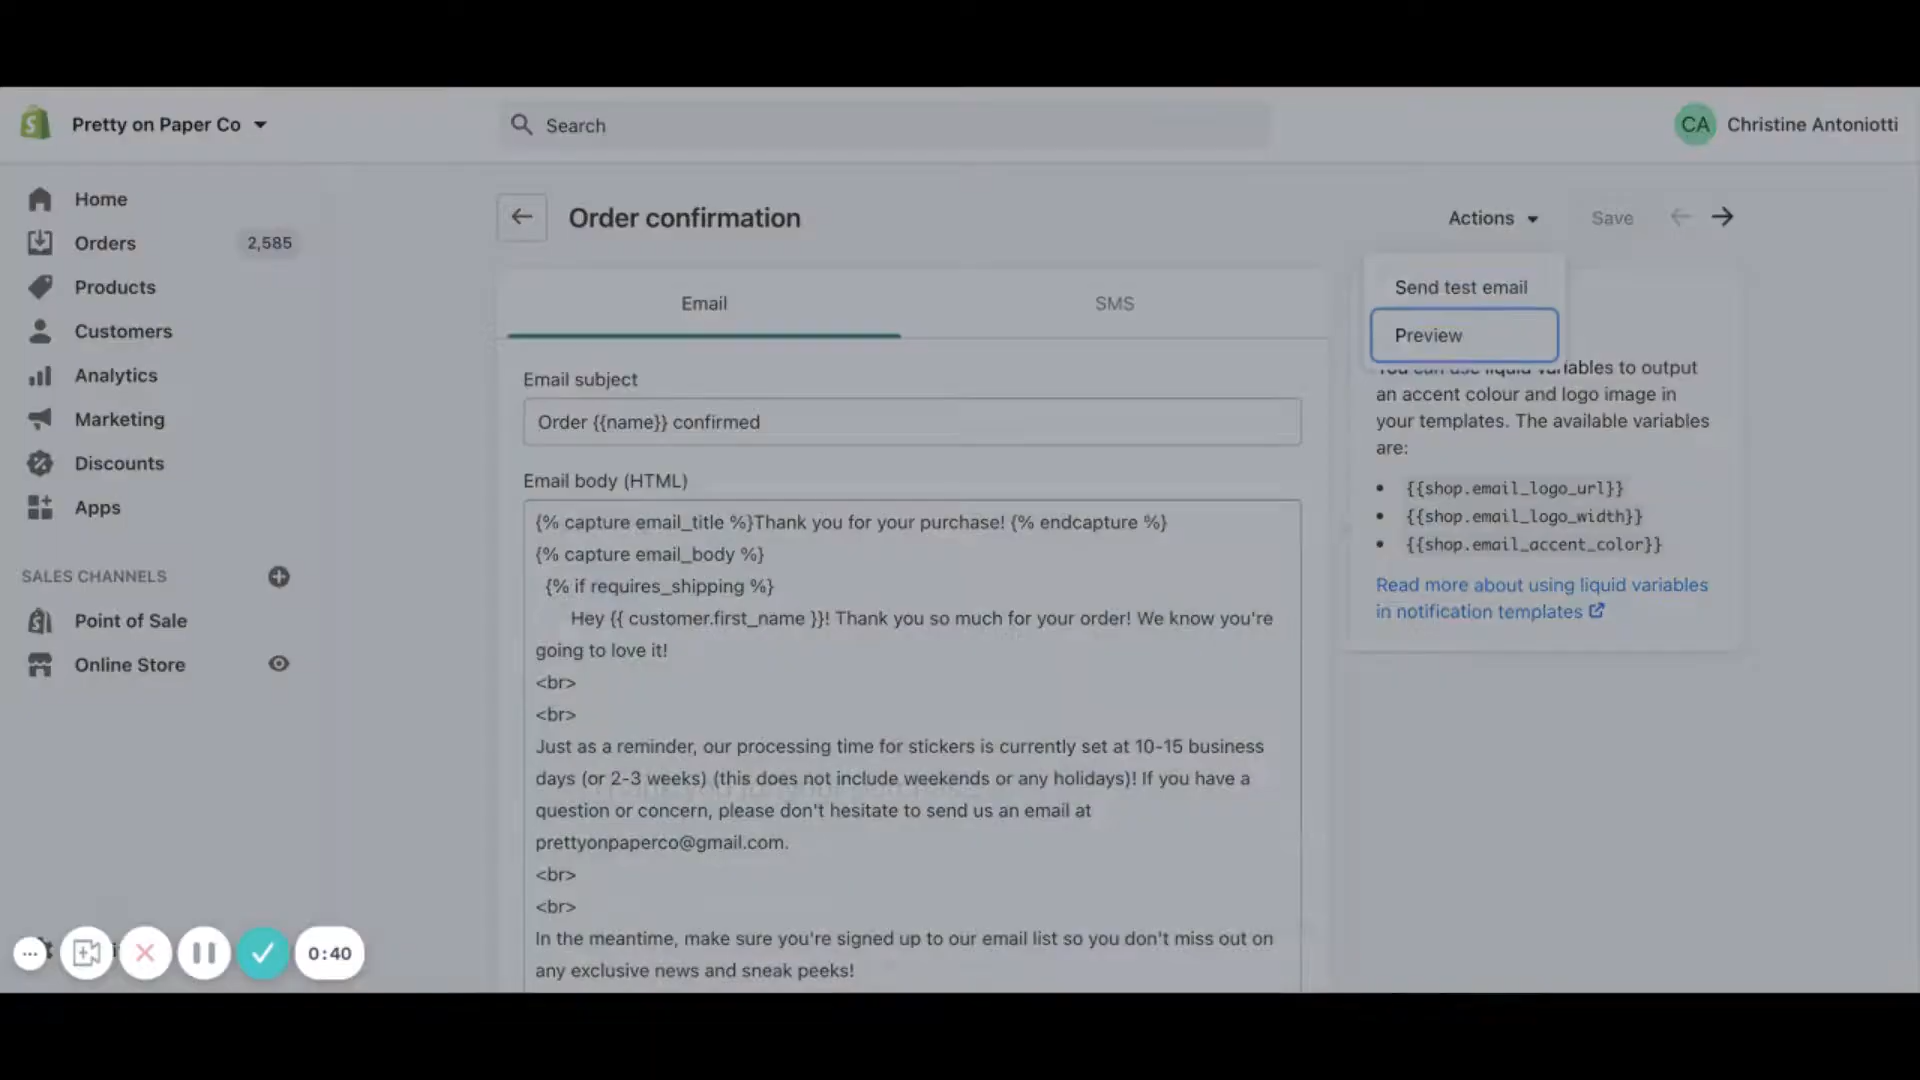 Pretty on Paper Co
Search
CA Christine Antoniotti
Home
Orders 2,585
Products
Customers
Analytics
Marketing
Discounts
Apps
SALES CHANNELS
Point of Sale
Online Store
0:40
Order confirmation
Actions
Save
Send test email
Preview
Email SMS
Email subject
Order {{name}} confirmed
Email body (HTML)
{% capture email_title %}Thank you for your purchase! {% endcapture %}
{% capture email_body %}
{% if requires_shipping %}
Hey {{ customer.first_name }}! Thank you so much for your order! We know you're
going to love it!
<br>
<br>
Just as a reminder, our processing time for stickers is currently set at 10-15 business
days (or 2-3 weeks) (this does not include weekends or any holidays)! If you have a
question or concern, please don't hesitate to send us an email at
prettyonpaperco@gmail.com.
<br>
<br>
In the meantime, make sure you're signed up to our email list so you don't miss out on
any exclusive news and sneak peeks!
You can use liquid variables to output
an accent colour and logo image in
your templates. The available variables
are:
• {{shop.email_logo_url}}
• {{shop.email_logo_width}}
• {{shop.email_accent_color}}
Read more about using liquid variables
in notification templates